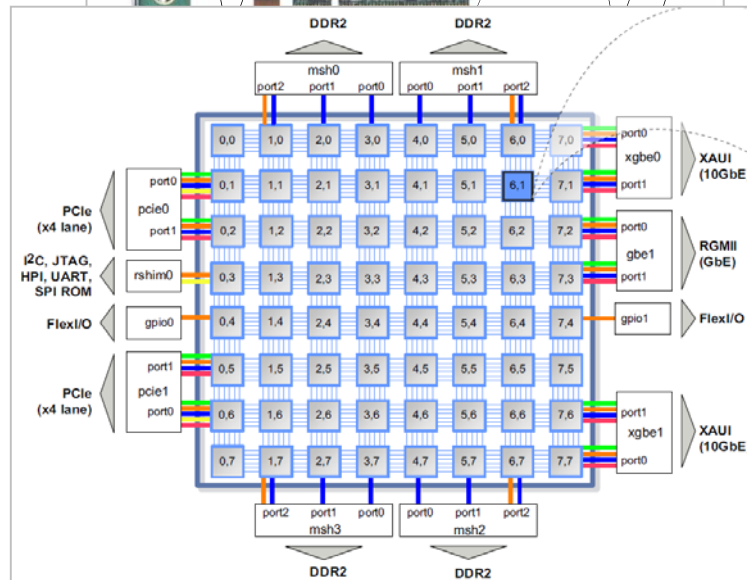 DDR2 DDR2
msh0 msh1
port2 port1 port0 port0 port1 port2
0,0 1,0 2,0 3,0 4,0 5,0 6,0 7,0 port0
xgbe0 XAUI
(10GbE
port0 0,1 1,1 2,1 3,1 4,1 5,1 6,1 7,1 port1
PCIe
(x4 lane) pcie0
port1 0,2 1,2 2,2 3,2 4,2 5,2 6,2 7,2 port0
gbe1 RGMII
(GbE)
I²C, JTAG,
HPI, UART,
SPI ROM rshim0 0,3 1,3 2,3 3,3 4,3 5,3 6,3 7,3 port1
FlexI/O gpio0 0,4 1,4 2,4 3,4 4,4 5,4 6,4 7,4 gpio1 FlexI/O
port1 0,5 1,5 2,5 3,5 4,5 5,5 6,5 7,5
PCIe
(x4 lane) pcie1
port0 0,6 1,6 2,6 3,6 4,6 5,6 6,6 7,6 port1
xgbe1 XAUI
(10GbE
0,7 1,7 2,7 3,7 4,7 5,7 6,7 7,7 port0
port2 port1 port0 port0 port1 port2
msh3 msh2
DDR2 DDR2